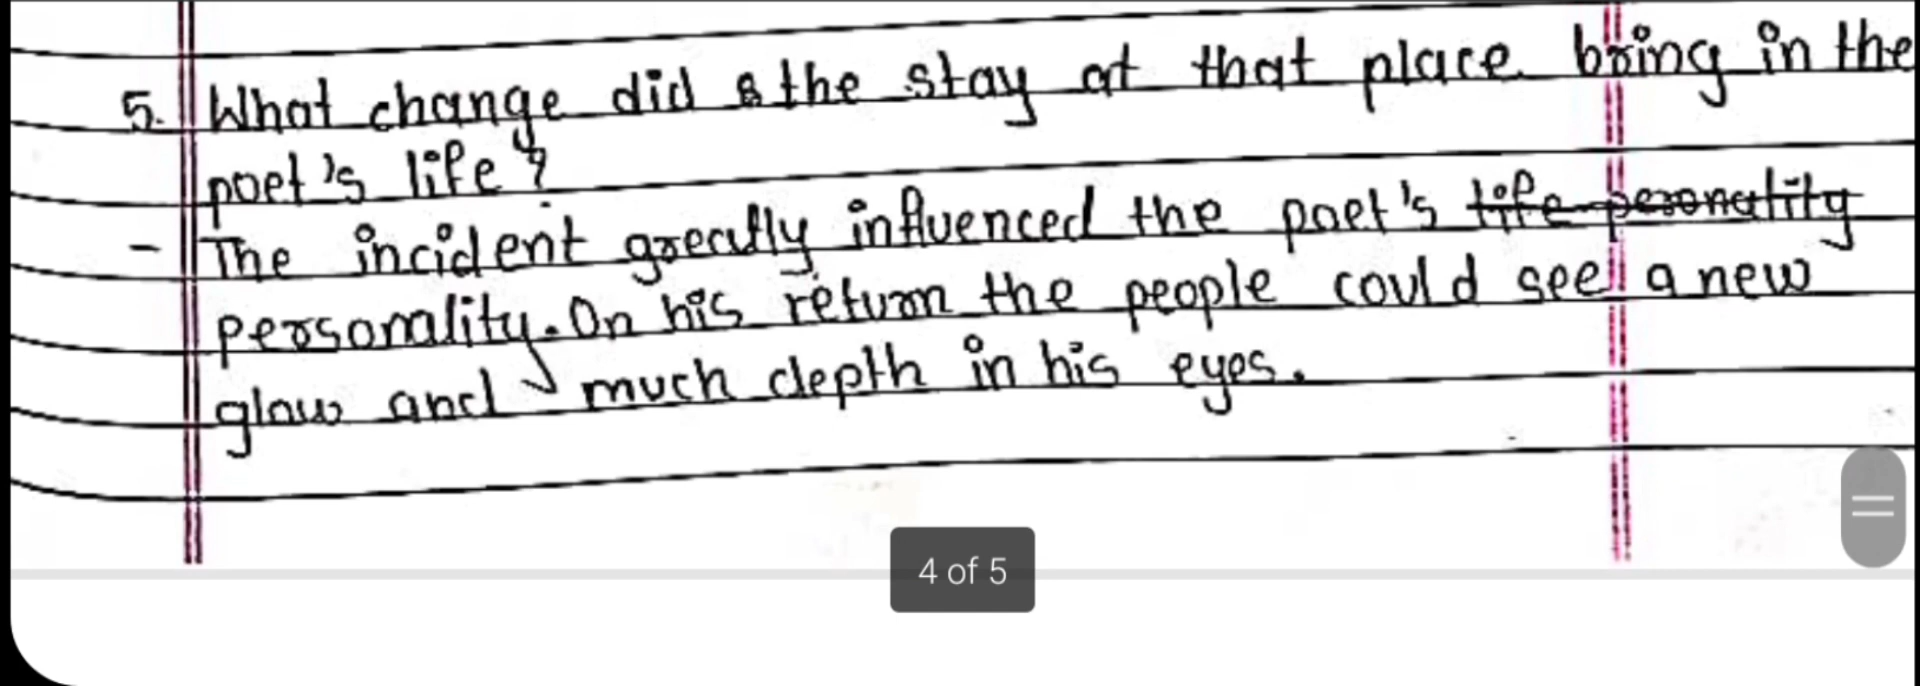 5. What change did the stay at that place bring in the
poet's life?
- The incident greatly influenced the poet's life personality
personality. On his return the people could see a new
glow and much depth in his eyes.
4 of 5